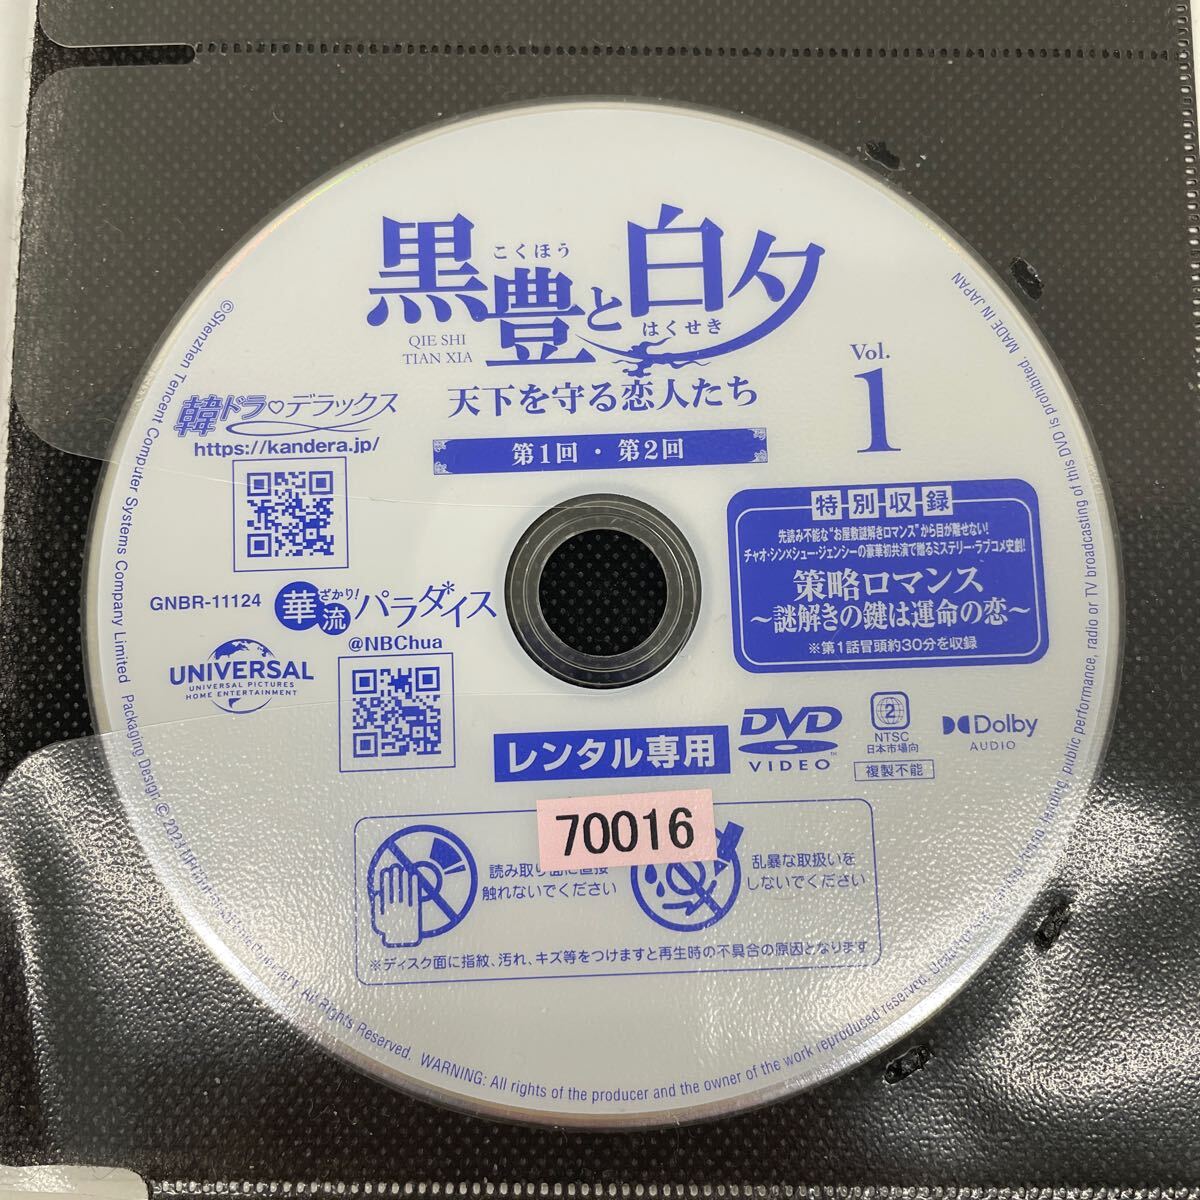 黒豊と白夕
こくほう
はくせき
QIE SHI
TIAN XIA
天下を守る恋人たち
第1回・第2回
Vol.
1
韓ドラ♡デラックス
https://kandera.jp/
GNBR-11124
華流
ざかり!
パラダイス
@NBChua
UNIVERSAL
UNIVERSAL PICTURES
HOME ENTERTAINMENT
特別収録
先読み不能な"お屋敷謎解きロマンス"から目が離せない!
チャオ・シン×シュー・ジェンシーの豪華初共演で贈るミステリー・ラブコメ史劇!
策略ロマンス
～謎解きの鍵は運命の恋～
※第1話冒頭約30分を収録
レンタル専用
DVD
VIDEO
2
NTSC
日本市場向
複製不能
Dolby
AUDIO
70016
読み取り面に直接
触れないでください
乱暴な取扱いを
しないでください
※ディスク面に指紋、汚れ、キズ等をつけますと再生時の不具合の原因となります
©Shenzhen Tencent Computer Systems Company Limited Packaging Design © 2023 All Rights Reserved. WARNING: All rights of the producer and the owner of the work reproduced reserved. public performance, radio or TV broadcasting of this DVD is prohibited. MADE IN JAPAN